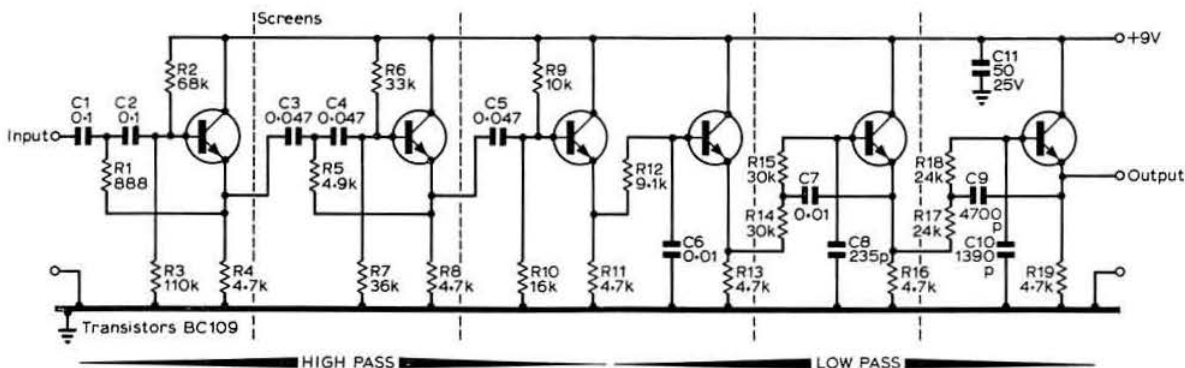 Screens
+9V
R2
68k
R6
33k
R9
10k
C11
50
25V
C1
0.1
C2
0.1
C3
0.047
C4
0.047
C5
0.047
Input
R1
888
R5
4.9k
R12
9.1k
R15
30k
C7
0.01
R14
30k
R18
24k
C9
4700
p
R17
24k
Output
R3
110k
R4
4.7k
R7
36k
R8
4.7k
R10
16k
R11
4.7k
C6
0.01
R13
4.7k
C8
235p
R16
4.7k
C10
1390
p
R19
4.7k
Transistors BC109
HIGH PASS
LOW PASS